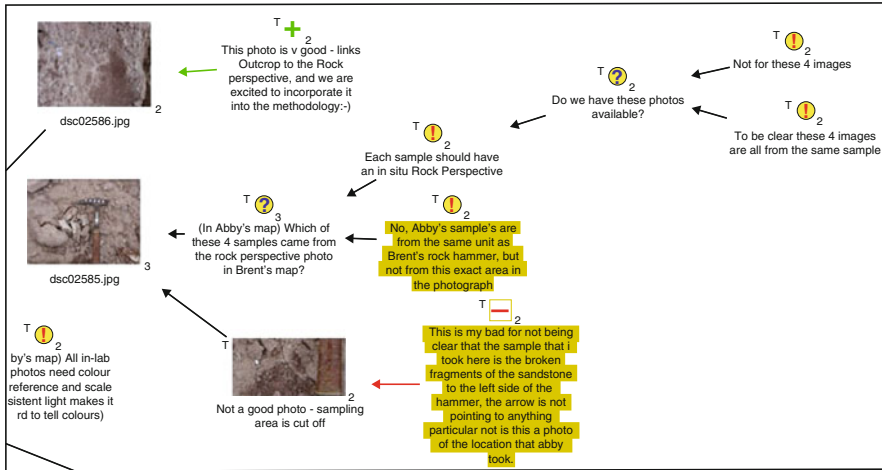 T
2
This photo is v good - links
Outcrop to the Rock
perspective, and we are
excited to incorporate it
into the methodology:-)
dsc02586.jpg
2
T
2
Not for these 4 images
T
2
Do we have these photos
available?
T
2
To be clear these 4 images
are all from the same sample
T
2
Each sample should have
an in situ Rock Perspective
T
3
(In Abby's map) Which of
these 4 samples came from
the rock perspective photo
in Brent's map?
T
2
No, Abby's sample's are
from the same unit as
Brent's rock hammer, but
not from this exact area in
the photograph
dsc02585.jpg
3
T
2
by's map) All in-lab
photos need colour
reference and scale
sistent light makes it
rd to tell colours)
T
2
Not a good photo - sampling
area is cut off
T
2
This is my bad for not being
clear that the sample that i
took here is the broken
fragments of the sandstone
to the left side of the
hammer, the arrow is not
pointing to anything
particular not is this a photo
of the location that abby
took.